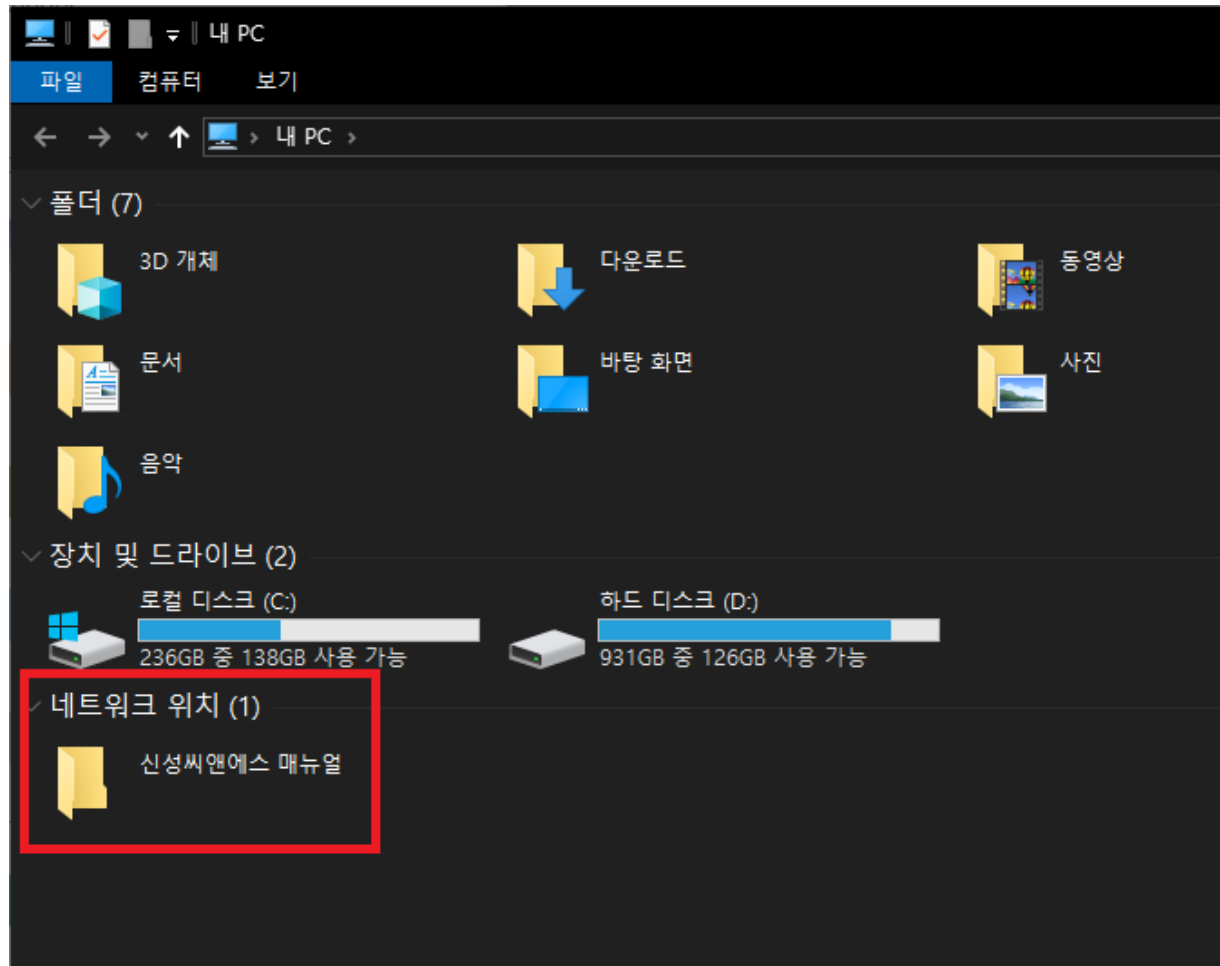 내 PC
파일 컴퓨터 보기
내 PC
폴더 (7)
3D 개체 다운로드 동영상
문서 바탕 화면 사진
음악
장치 및 드라이브 (2)
로컬 디스크 (C:) 하드 디스크 (D:)
236GB 중 138GB 사용 가능 931GB 중 126GB 사용 가능
네트워크 위치 (1)
신성씨앤에스 매뉴얼